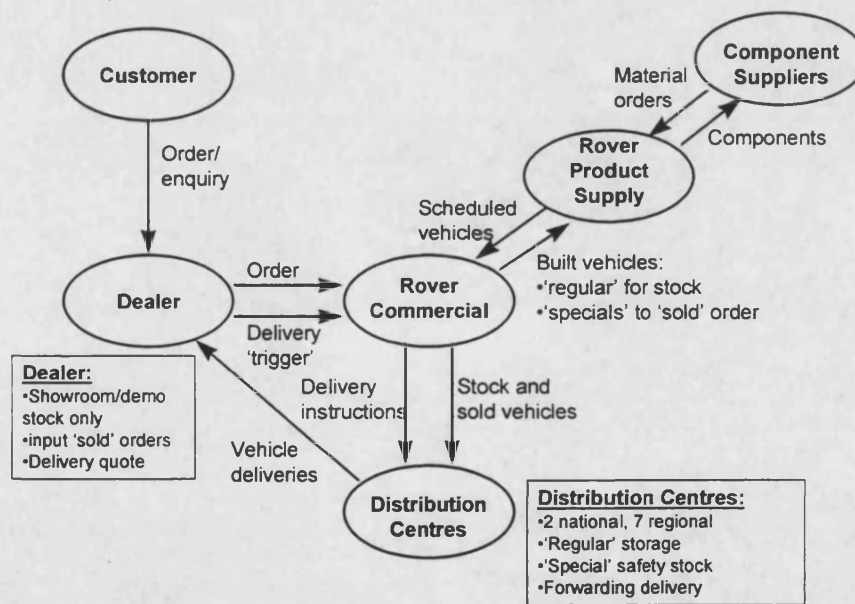 Customer
Component
Suppliers
Material
orders
Order/
enquiry
Rover
Product
Supply
Components
Scheduled
vehicles
Dealer
Order
Delivery
'trigger'
Rover
Commercial
Built vehicles:
•'regular' for stock
•'specials' to 'sold' order
Dealer:
•Showroom/demo
stock only
•input 'sold' orders
•Delivery quote
Vehicle
deliveries
Delivery
instructions
Stock and
sold vehicles
Distribution
Centres
Distribution Centres:
•2 national, 7 regional
•'Regular' storage
•'Special' safety stock
•Forwarding delivery